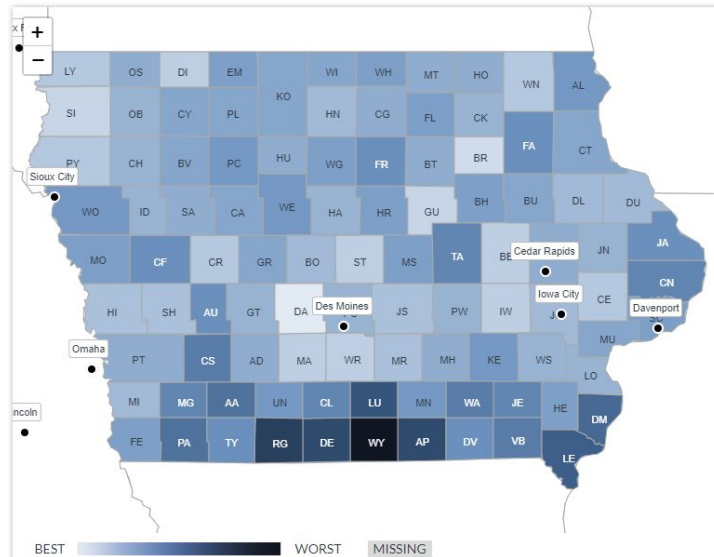 +
−
LY OS DI EM WI WH MT HO WN AL
KO
SI OB CY PL HN CG FL CK
PY CH BV PC HU WG FR BT BR FA CT
Sioux City
WO ID SA CA WE HA HR GU BH BU DL DU
MO CF CR GR BO ST MS TA Cedar Rapids JN JA
CN
HI SH AU GT DA Des Moines JS PW IW Iowa City CE Davenport
Omaha
PT CS AD MA WR MR MH KE WS MU
LO
MI MG AA UN CL LU MN WA JE HE DM
FE PA TY RG DE WY AP DV VB LE
BEST WORST MISSING